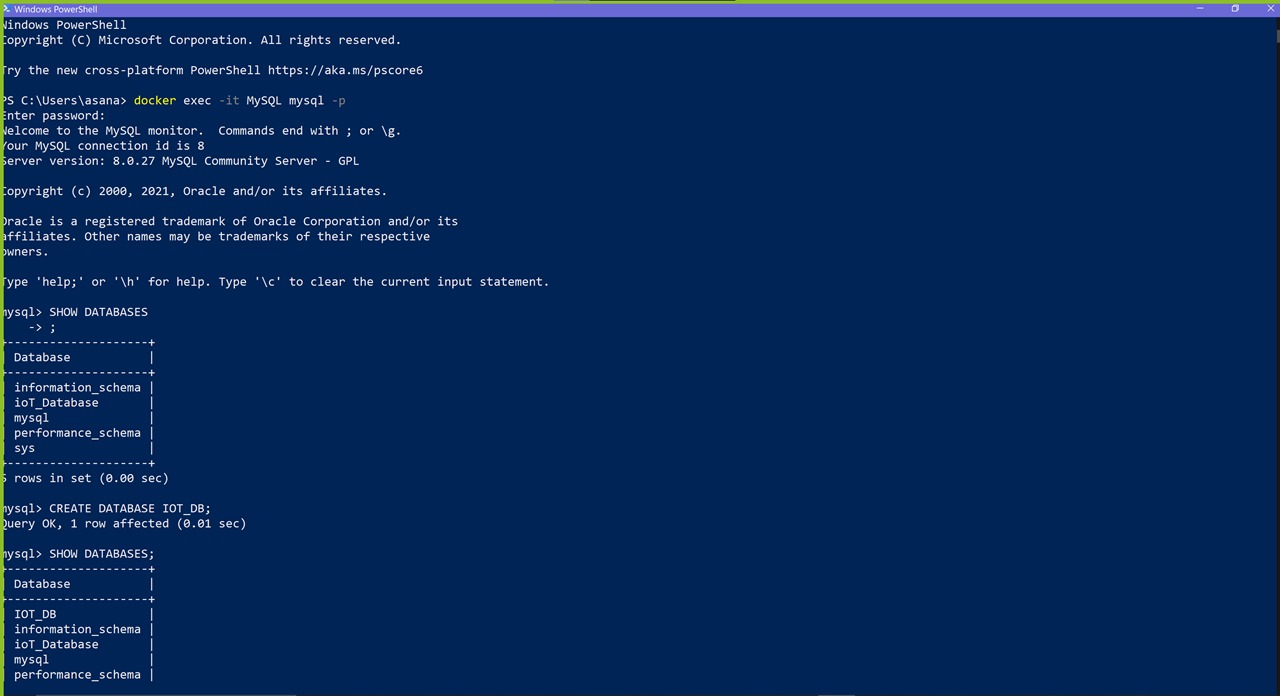 Windows PowerShell
Windows PowerShell
Copyright (C) Microsoft Corporation. All rights reserved.
Try the new cross-platform PowerShell https://aka.ms/pscore6
PS C:\Users\asana> docker exec -it MySQL mysql -p
Enter password:
Welcome to the MySQL monitor.  Commands end with ; or \g.
Your MySQL connection id is 8
Server version: 8.0.27 MySQL Community Server - GPL
Copyright (c) 2000, 2021, Oracle and/or its affiliates.
Oracle is a registered trademark of Oracle Corporation and/or its
affiliates. Other names may be trademarks of their respective
owners.
Type 'help;' or '\h' for help. Type '\c' to clear the current input statement.
mysql> SHOW DATABASES
    -> ;
+--------------------+
| Database           |
+--------------------+
| information_schema |
| ioT_Database       |
| mysql              |
| performance_schema |
| sys                |
+--------------------+
5 rows in set (0.00 sec)
mysql> CREATE DATABASE IOT_DB;
Query OK, 1 row affected (0.01 sec)
mysql> SHOW DATABASES;
+--------------------+
| Database           |
+--------------------+
| IOT_DB             |
| information_schema |
| ioT_Database       |
| mysql              |
| performance_schema |